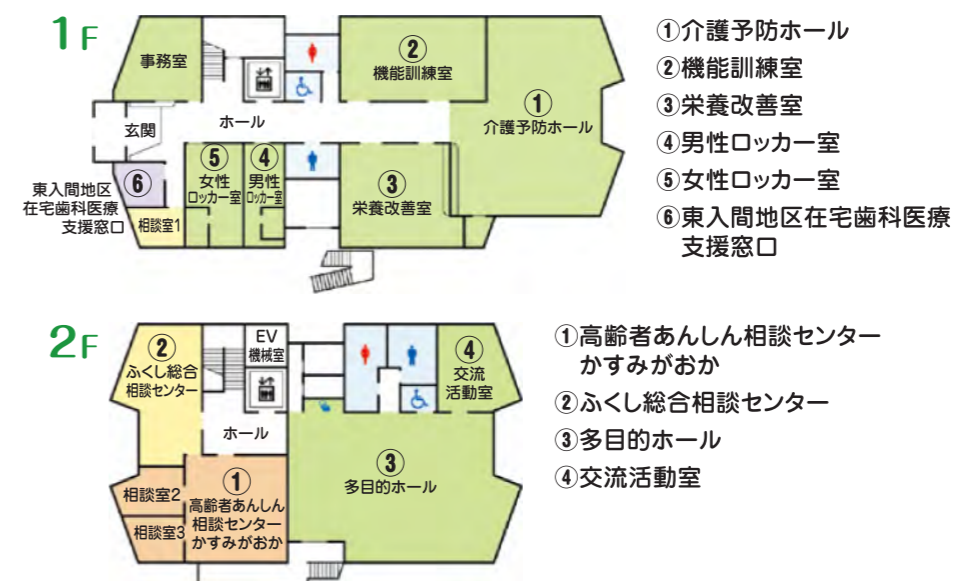 1F
事務室
②
機能訓練室
①
介護予防ホール
玄関
ホール
⑥
東入間地区
在宅歯科医療
支援窓口
相談室1
⑤
女性
ロッカー室
④
男性
ロッカー室
③
栄養改善室
①介護予防ホール
②機能訓練室
③栄養改善室
④男性ロッカー室
⑤女性ロッカー室
⑥東入間地区在宅歯科医療
支援窓口
2F
②
ふくし総合
相談センター
EV
機械室
④
交流
活動室
ホール
①
高齢者あんしん
相談センター
かすみがおか
相談室2
相談室3
③
多目的ホール
①高齢者あんしん相談センター
かすみがおか
②ふくし総合相談センター
③多目的ホール
④交流活動室